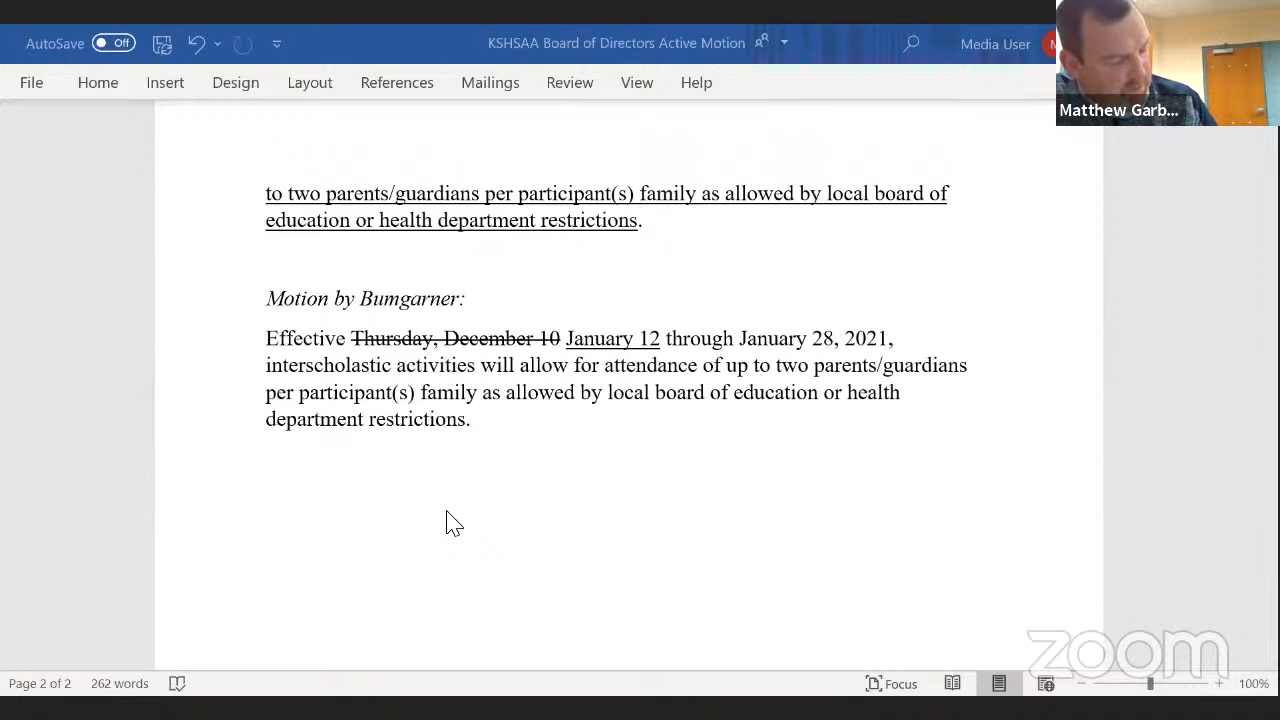 AutoSave Off KSHSAA Board of Directors Active Motion Media User
File Home Insert Design Layout References Mailings Review View Help
Matthew Garb...
to two parents/guardians per participant(s) family as allowed by local board of
education or health department restrictions.
Motion by Bumgarner:
Effective Thursday, December 10 January 12 through January 28, 2021,
interscholastic activities will allow for attendance of up to two parents/guardians
per participant(s) family as allowed by local board of education or health
department restrictions.
zoom
Page 2 of 2 262 words Focus 100%